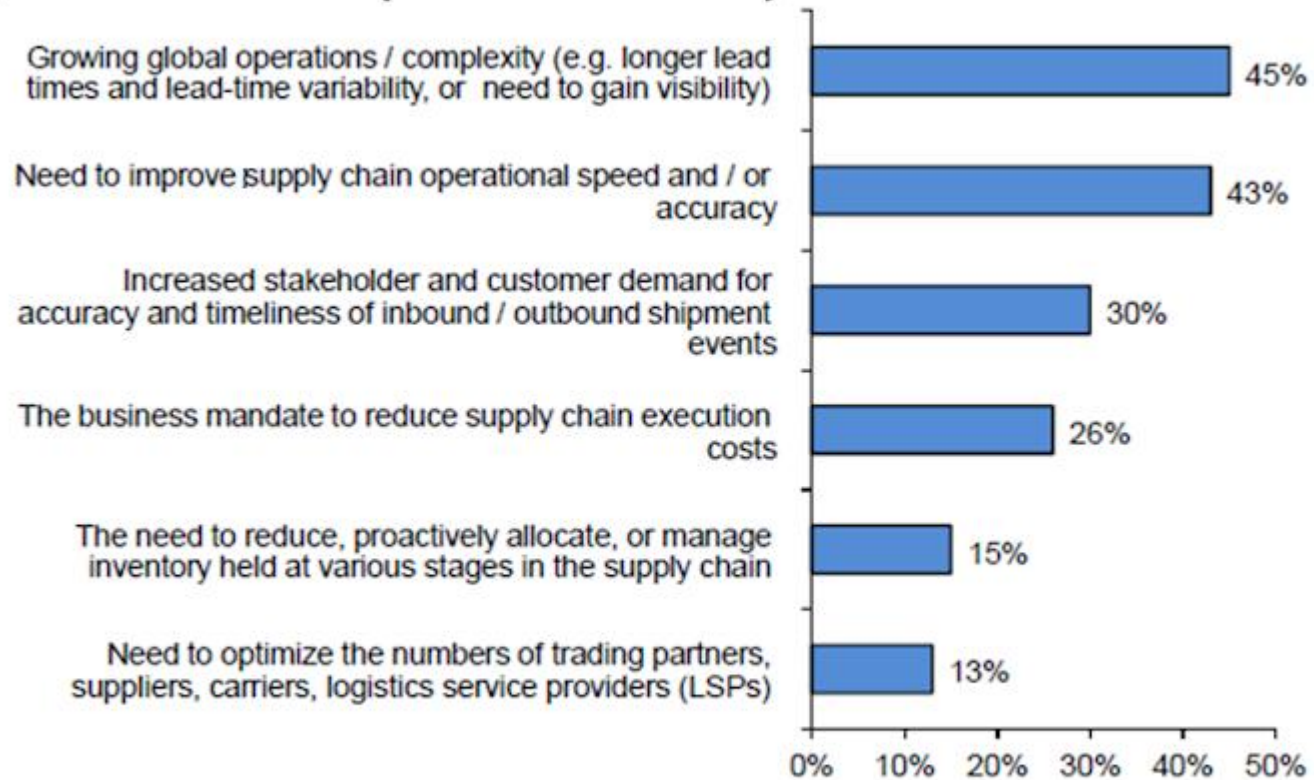 Growing global operations / complexity (e.g. longer lead
times and lead-time variability, or need to gain visibility)
45%
Need to improve supply chain operational speed and / or
accuracy
43%
Increased stakeholder and customer demand for
accuracy and timeliness of inbound / outbound shipment
events
30%
The business mandate to reduce supply chain execution
costs
26%
The need to reduce, proactively allocate, or manage
inventory held at various stages in the supply chain
15%
Need to optimize the numbers of trading partners,
suppliers, carriers, logistics service providers (LSPs)
13%
0% 10% 20% 30% 40% 50%